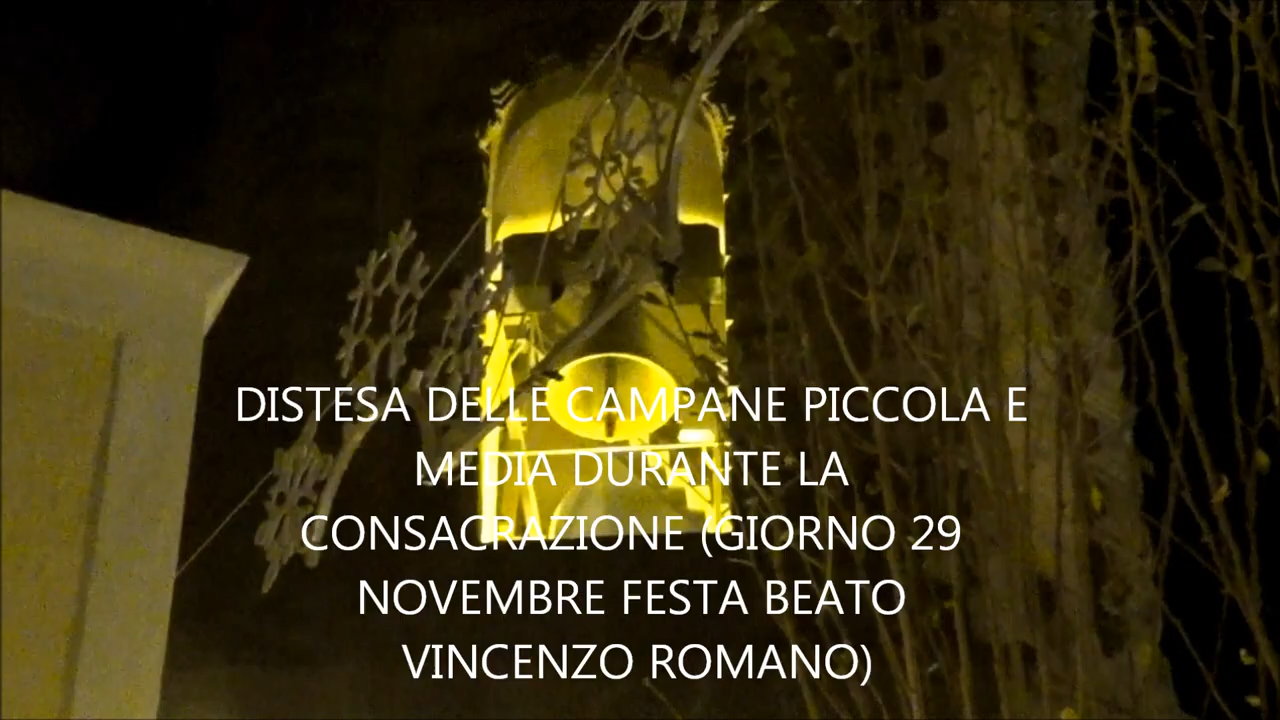 DISTESA DELLE CAMPANE PICCOLA E
MEDIA DURANTE LA
CONSACRAZIONE (GIORNO 29
NOVEMBRE FESTA BEATO
VINCENZO ROMANO)